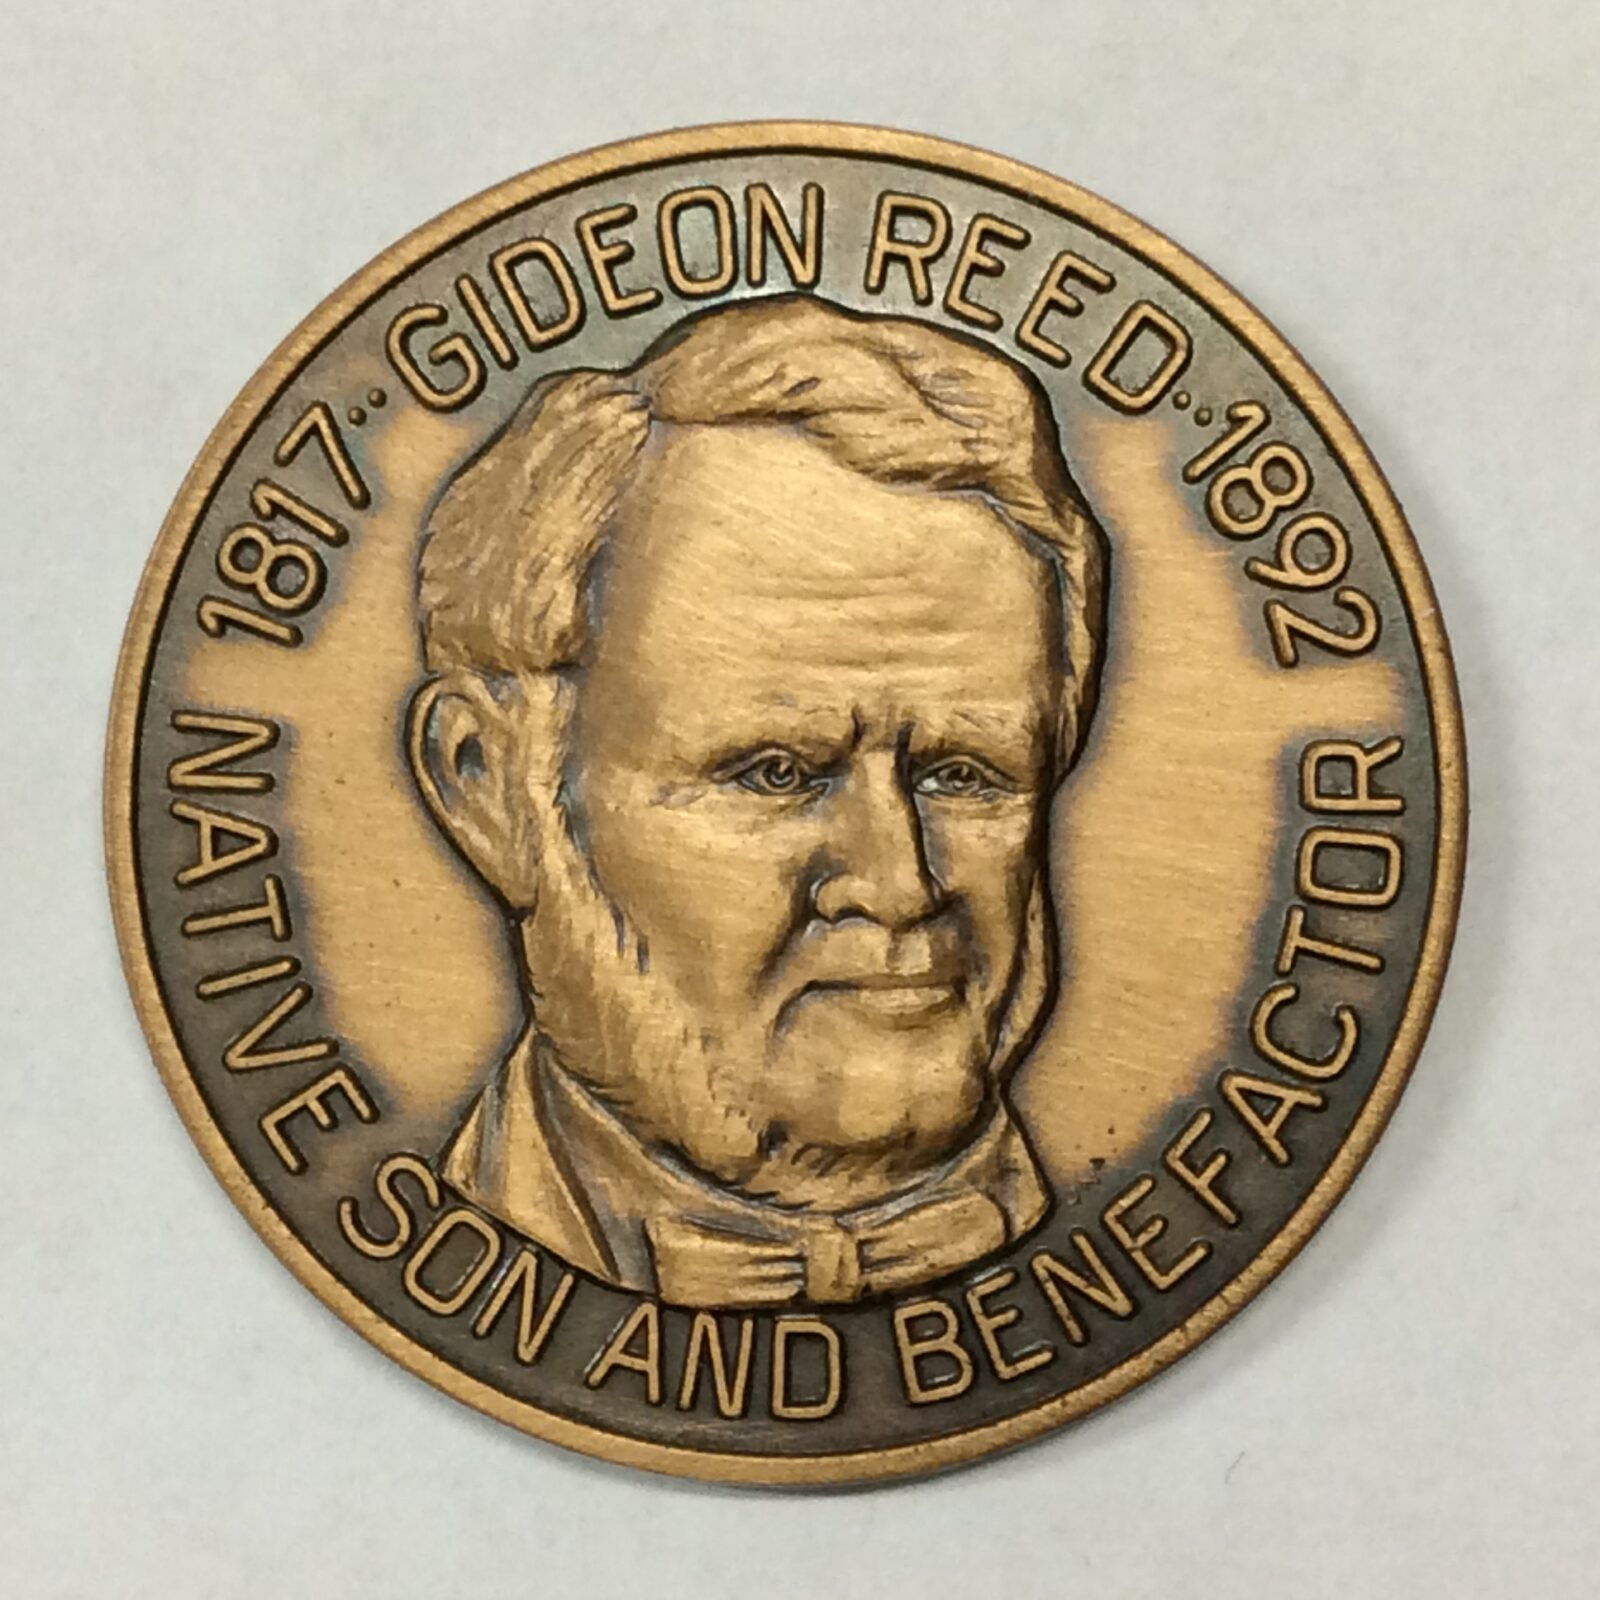 1817··GIDEON REED··1892
NATIVE SON AND BENEFACTOR